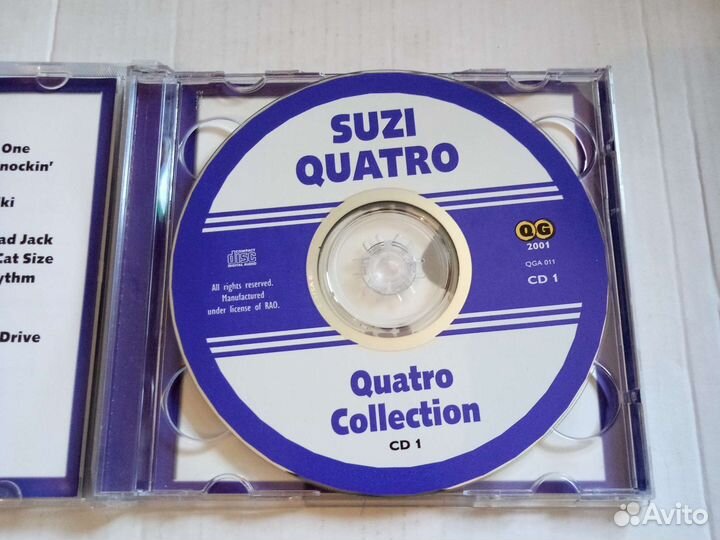 One
nockin'
ki
ad Jack
Cat Size
ythm
Drive
SUZI
QUATRO
COMPACT
disc
DIGITAL AUDIO
All rights reserved.
Manufactured
under license of RAO.
QG
2001
QGA 011
CD 1
Quatro
Collection
CD 1
Avito